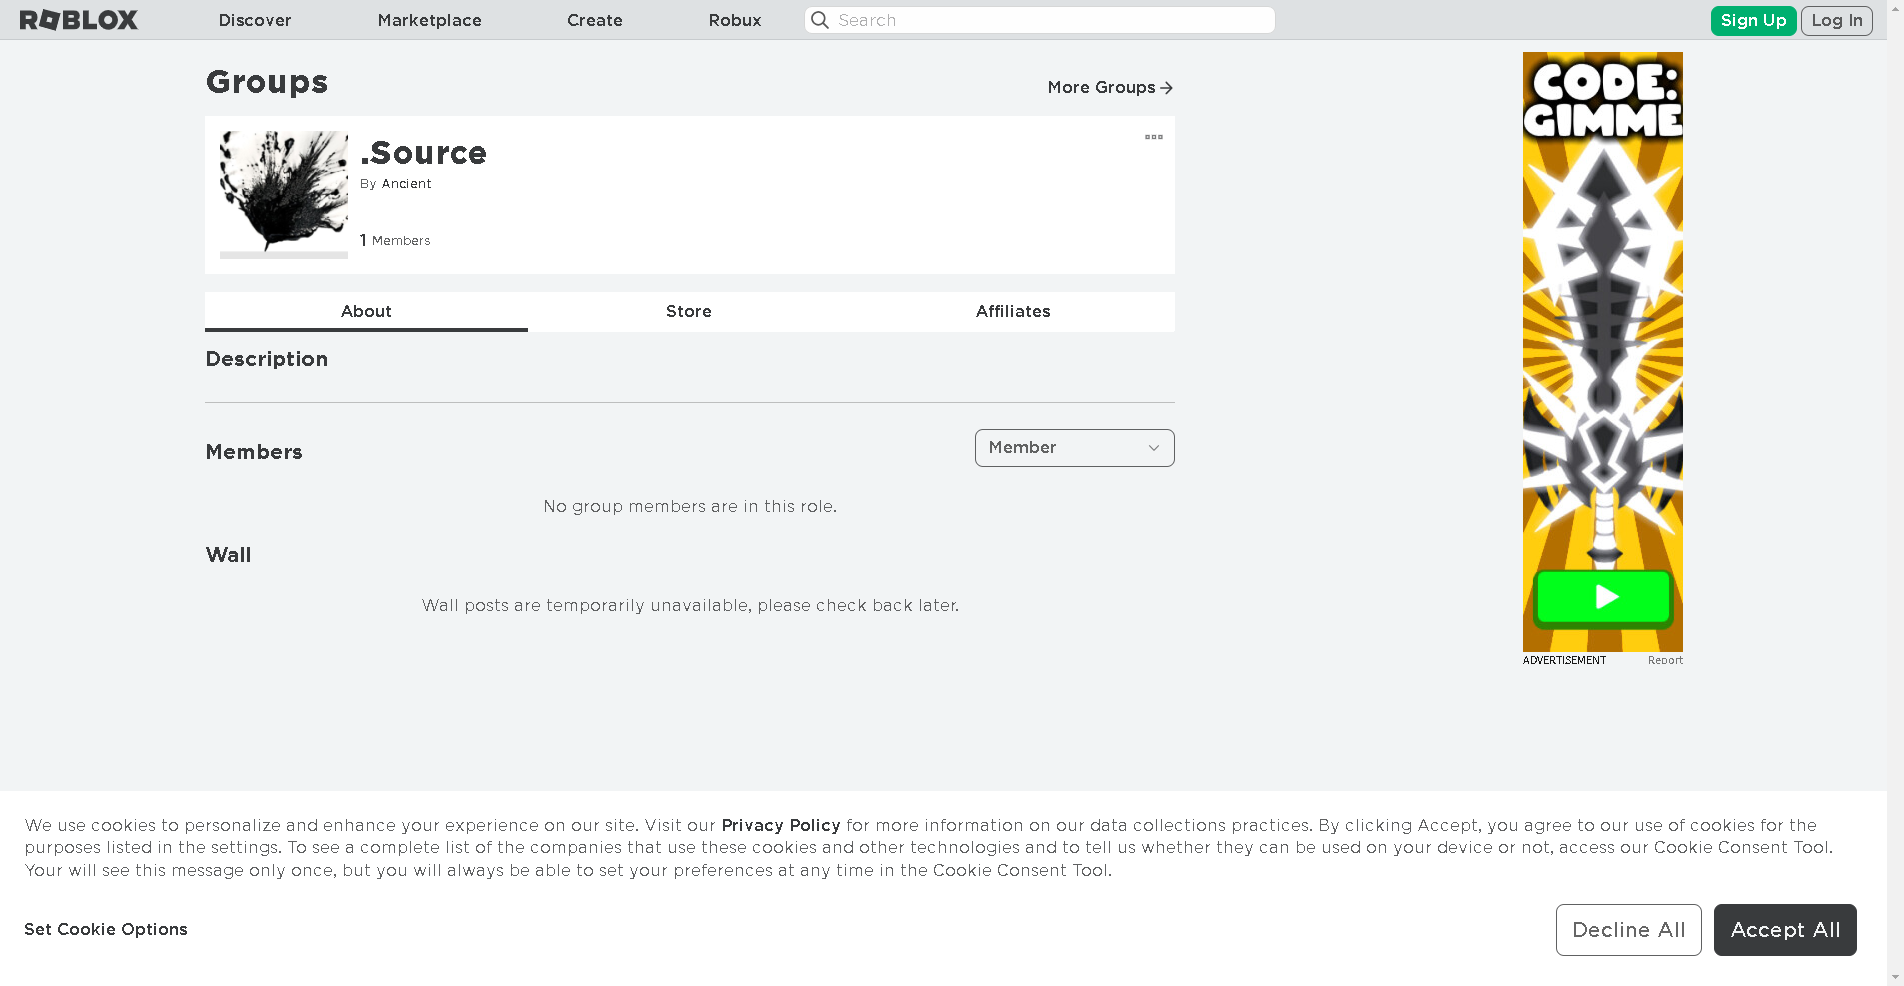 ROBLOX
Discover
Marketplace
Create
Robux
Search
Sign Up
Log In
Groups
More Groups
.Source
By Ancient
1 Members
About
Store
Affiliates
Description
Members
Member
No group members are in this role.
Wall
Wall posts are temporarily unavailable, please check back later.
CODE:
GIMME
ADVERTISEMENT
Report
We use cookies to personalize and enhance your experience on our site. Visit our Privacy Policy for more information on our data collections practices. By clicking Accept, you agree to our use of cookies for the
purposes listed in the settings. To see a complete list of the companies that use these cookies and other technologies and to tell us whether they can be used on your device or not, access our Cookie Consent Tool.
Your will see this message only once, but you will always be able to set your preferences at any time in the Cookie Consent Tool.
Set Cookie Options
Decline All
Accept All